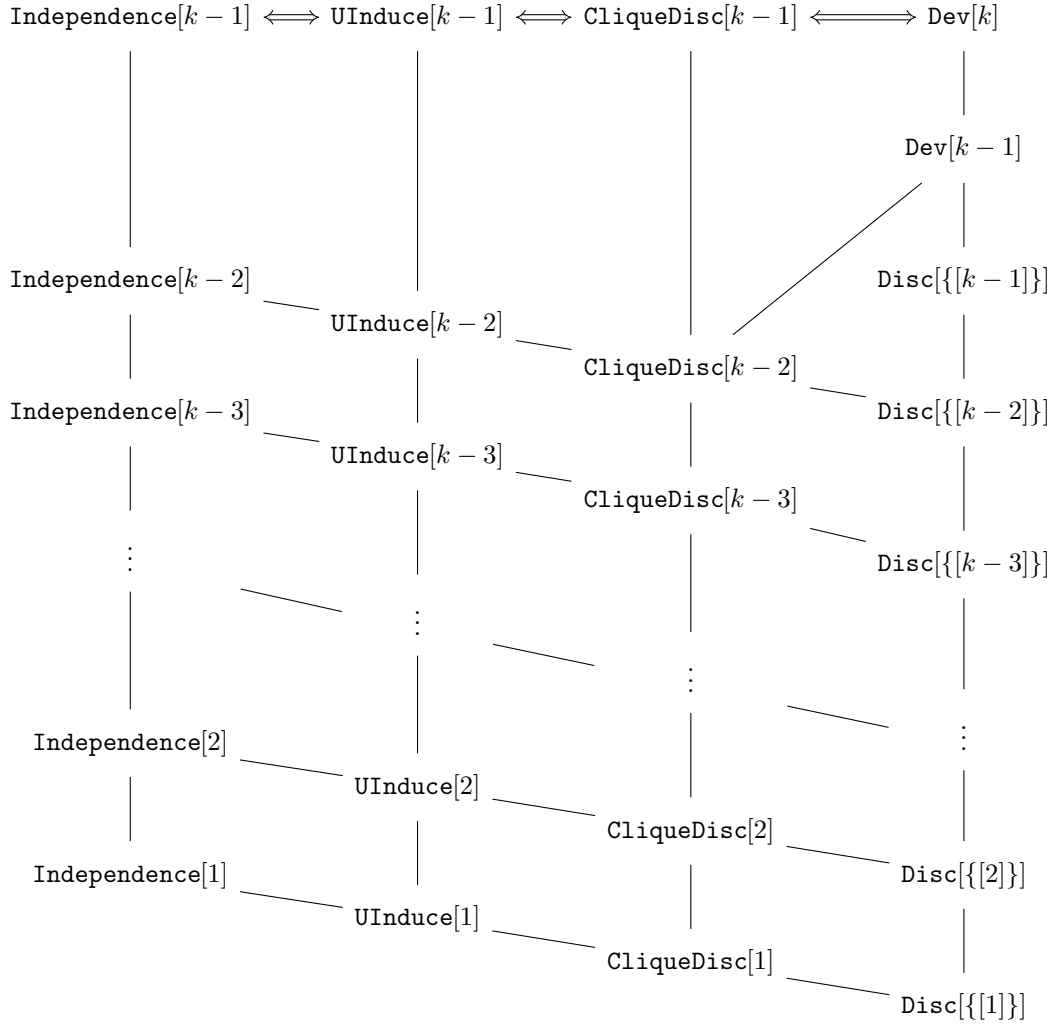 Independence[k − 1] ⟺ UInduce[k − 1] ⟺ CliqueDisc[k − 1] ⟺ Dev[k]
Dev[k − 1]
Independence[k − 2]
Disc[{[k − 1]}]
UInduce[k − 2]
CliqueDisc[k − 2]
Independence[k − 3]
Disc[{[k − 2]}]
UInduce[k − 3]
CliqueDisc[k − 3]
⋮
Disc[{[k − 3]}]
⋮
⋮
⋮
Independence[2]
UInduce[2]
CliqueDisc[2]
Independence[1]
Disc[{[2]}]
UInduce[1]
CliqueDisc[1]
Disc[{[1]}]